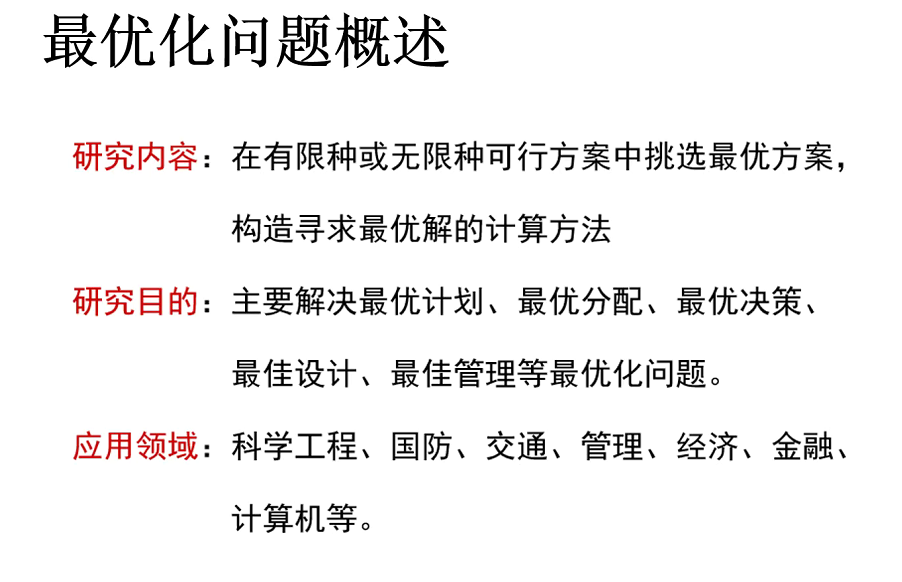 最优化问题概述
研究内容：在有限种或无限种可行方案中挑选最优方案，
构造寻求最优解的计算方法
研究目的：主要解决最优计划、最优分配、最优决策、
最佳设计、最佳管理等最优化问题。
应用领域：科学工程、国防、交通、管理、经济、金融、
计算机等。